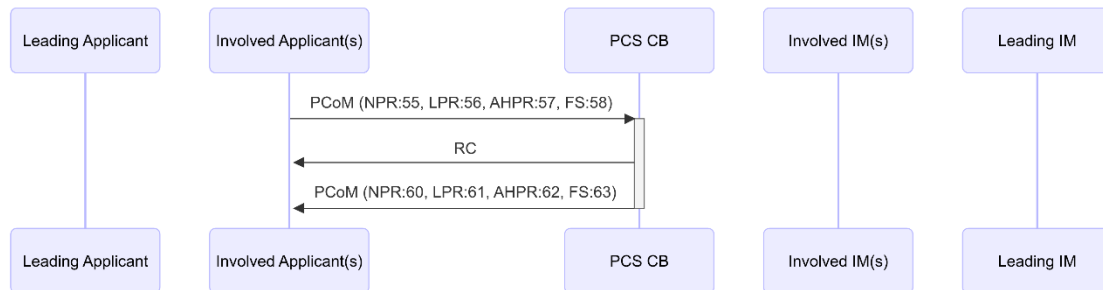 Leading Applicant
Involved Applicant(s)
PCS CB
Involved IM(s)
Leading IM
PCoM (NPR:55, LPR:56, AHPR:57, FS:58)
RC
PCoM (NPR:60, LPR:61, AHPR:62, FS:63)
Leading Applicant
Involved Applicant(s)
PCS CB
Involved IM(s)
Leading IM